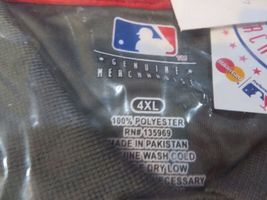 GENUINE
MERCHANDISE
4XL
100% POLYESTER
RN# 135969
MADE IN PAKISTAN
WASH COLD
DRY LOW